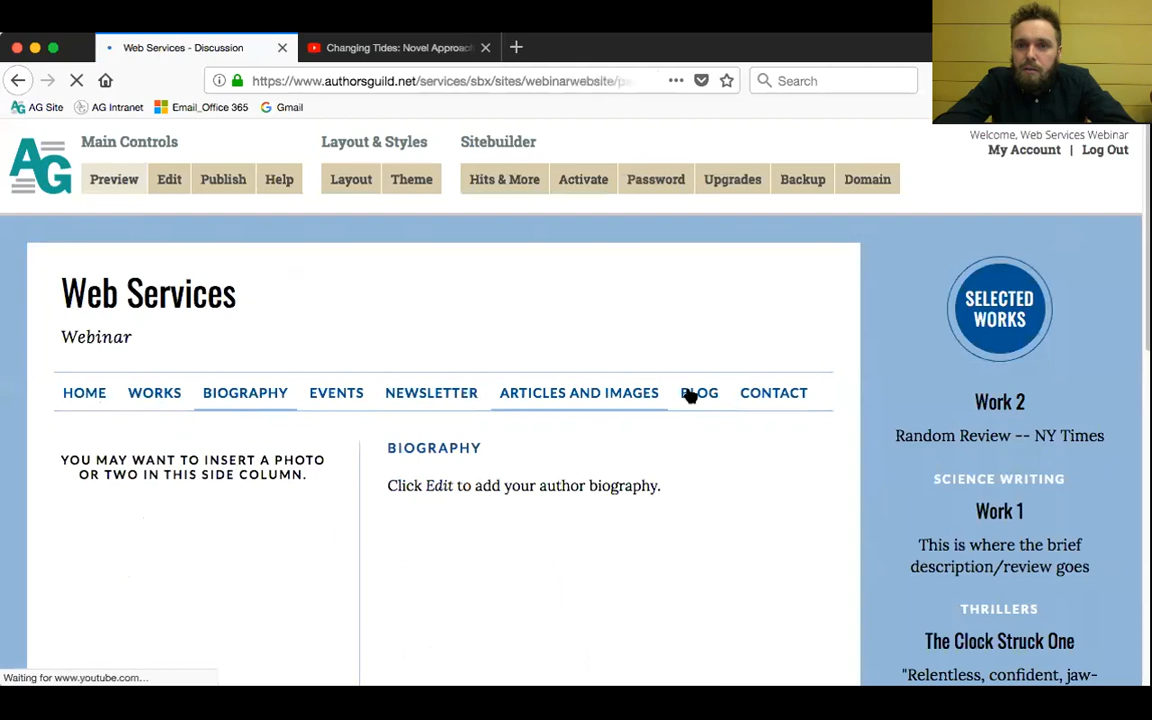 Web Services - Discussion
Changing Tides: Novel Approac
https://www.authorsguild.net/services/sbx/sites/webinarwebsite/p
Search
AG Site
AG Intranet
Email_Office 365
Gmail
AG
Main Controls
Layout & Styles
Sitebuilder
Welcome, Web Services Webinar
My Account | Log Out
Preview Edit Publish Help
Layout Theme
Hits & More Activate Password Upgrades Backup Domain
Web Services
Webinar
HOME WORKS BIOGRAPHY EVENTS NEWSLETTER ARTICLES AND IMAGES BLOG CONTACT
YOU MAY WANT TO INSERT A PHOTO
OR TWO IN THIS SIDE COLUMN.
BIOGRAPHY
Click Edit to add your author biography.
SELECTED
WORKS
Work 2
Random Review -- NY Times
SCIENCE WRITING
Work 1
This is where the brief
description/review goes
THRILLERS
The Clock Struck One
"Relentless, confident, jaw-
Waiting for www.youtube.com...